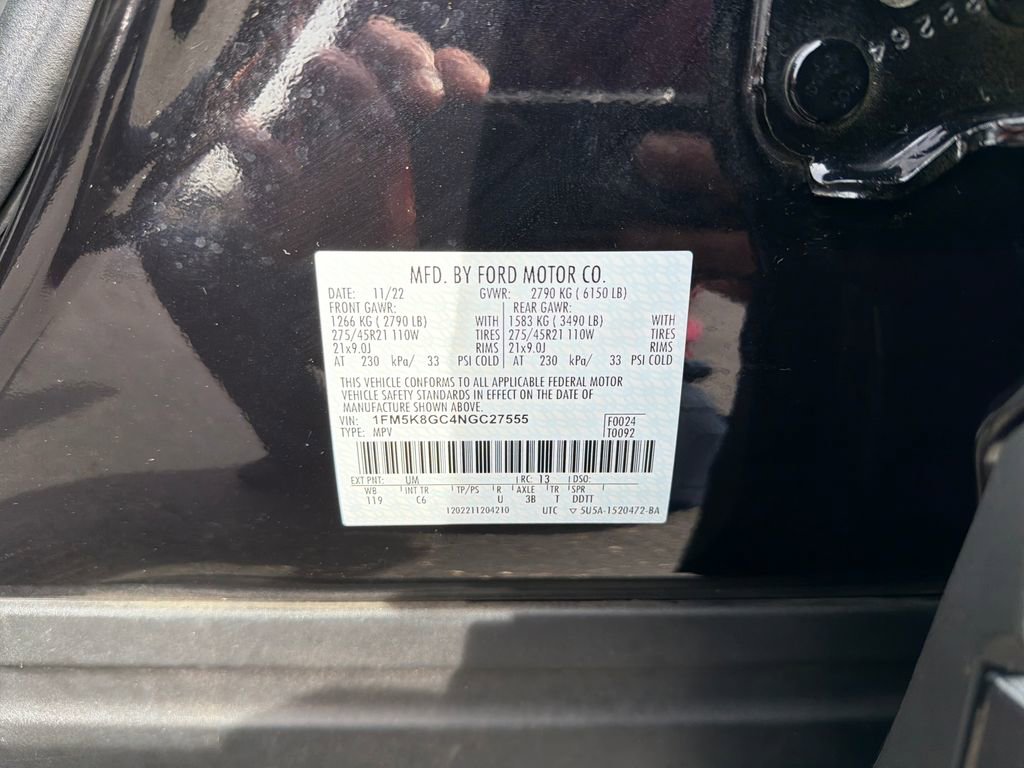 2264
MFD. BY FORD MOTOR CO.
DATE: 11/22 GVWR: 2790 KG ( 6150 LB)
FRONT GAWR: REAR GAWR:
1266 KG ( 2790 LB) WITH 1583 KG ( 3490 LB) WITH
275/45R21 110W TIRES 275/45R21 110W TIRES
21x9.0J RIMS 21x9.0J RIMS
AT 230 kPa/ 33 PSI COLD AT 230 kPa/ 33 PSI COLD
THIS VEHICLE CONFORMS TO ALL APPLICABLE FEDERAL MOTOR
VEHICLE SAFETY STANDARDS IN EFFECT ON THE DATE OF
MANUFACTURE SHOWN ABOVE.
VIN: 1FM5K8GC4NGC27555 F0024
TYPE: MPV T0092
EXT PNT: UM RC: 13 DSO:
WB INT TR TP/PS R AXLE TR SPR
119 C6 U 3B T DDTT
1202211204210 UTC ▽ 5U5A-1520472-BA